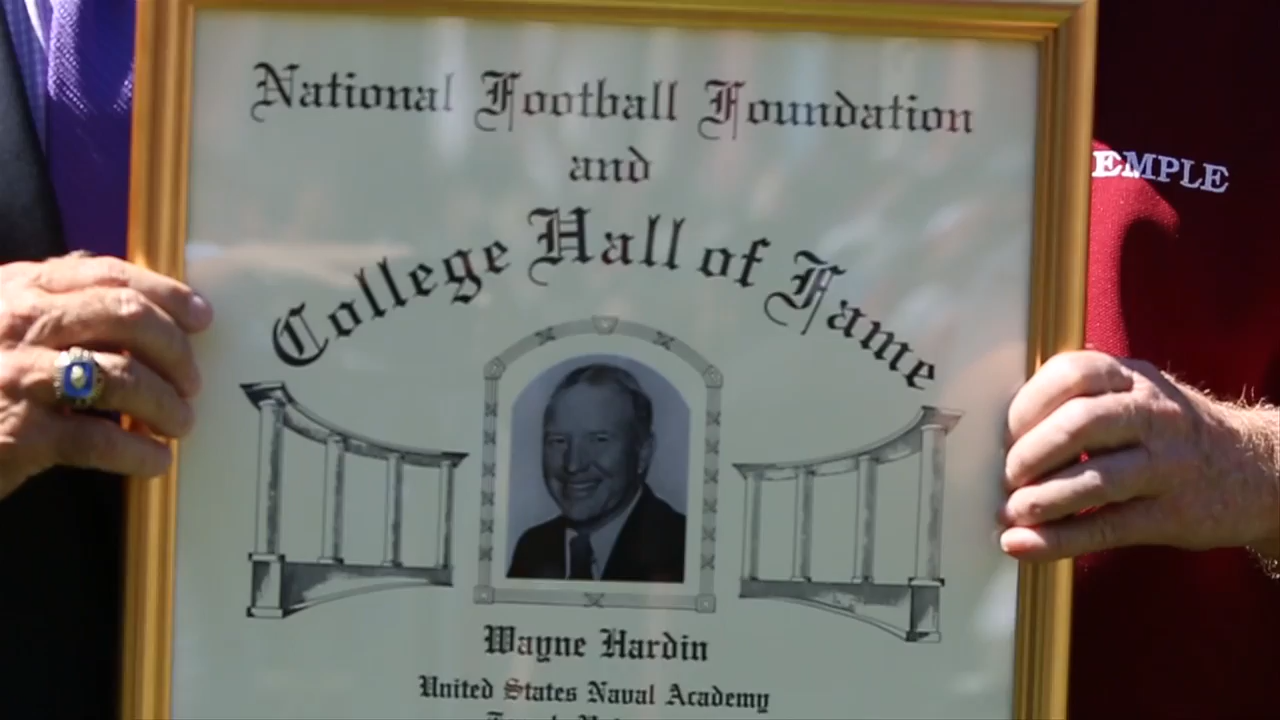 National Football Foundation
and
College Hall of Fame
Wayne Hardin
United States Naval Academy
EMPLE